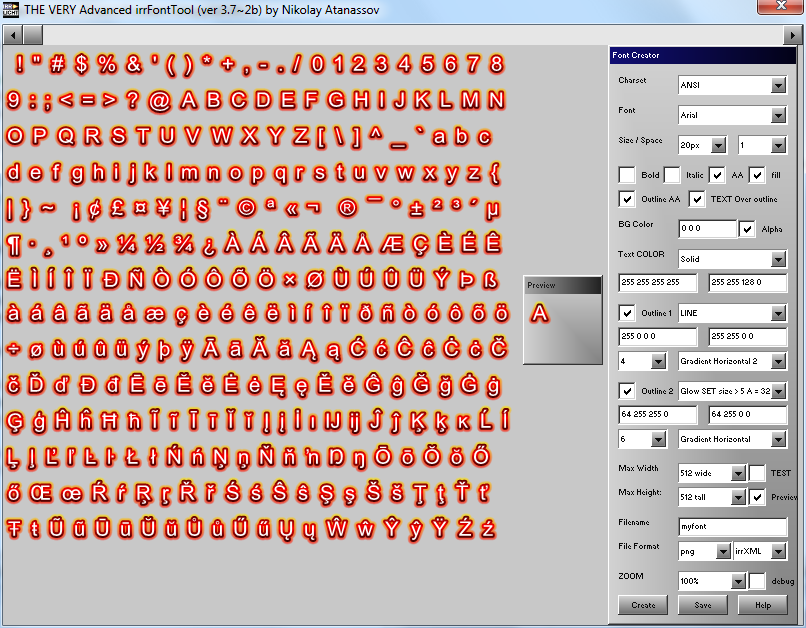 THE VERY Advanced irrFontTool (ver 3.7~2b) by Nikolay Atanassov
! " # $ % & ' ( ) * + , - . / 0 1 2 3 4 5 6 7 8
9 : ; < = > ? @ A B C D E F G H I J K L M N
O P Q R S T U V W X Y Z [ \ ] ^ _ ` a b c
d e f g h i j k l m n o p q r s t u v w x y z {
| } ~ ¡ ¢ £ ¤ ¥ ¦ § ¨ © ª « ¬ ® ¯ ° ± ² ³ ´ µ
¶ · ¸ ¹ º » ¼ ½ ¾ ¿ À Á Â Ã Ä Å Æ Ç È É Ê
Ë Ì Í Î Ï Ð Ñ Ò Ó Ô Õ Ö × Ø Ù Ú Û Ü Ý Þ ß
à á â ã ä å æ ç è é ê ë ì í î ï ð ñ ò ó ô õ ö
÷ ø ù ú û ü ý þ ÿ Ā ā Ă ă Ą ą Ć ć Ĉ ĉ Ċ ċ Č
č Ď ď Đ đ Ē ē Ĕ ĕ Ė ė Ę ę Ě ě Ĝ ĝ Ğ ğ Ġ ġ
Ģ ģ Ĥ ĥ Ħ ħ Ĩ ĩ Ī ī Ĭ ĭ Į į İ ı Ĳ ĳ Ĵ ĵ Ķ ķ ĸ Ĺ ĺ
Ļ ļ Ľ ľ Ŀ ŀ Ł ł Ń ń Ņ ņ Ň ň ŉ Ŋ ŋ Ō ō Ŏ ŏ Ő
ő Œ œ Ŕ ŕ Ŗ ŗ Ř ř Ś ś Ŝ ŝ Ş ş Š š Ţ ţ Ť ť
Ŧ ŧ Ũ ũ Ū ū Ŭ ŭ Ů ů Ű ű Ų ų Ŵ ŵ Ŷ ŷ Ÿ Ź ź
Preview
A
Font Creator
Charset ANSI
Font Arial
Size / Space 20px 1
Bold Italic AA fill
Outline AA TEXT Over outline
BG Color 0 0 0 Alpha
Text COLOR Solid
255 255 255 255 255 255 128 0
Outline 1 LINE
255 0 0 0 255 255 0 0
4 Gradient Horizontal 2
Outline 2 Glow SET size > 5 A = 32
64 255 255 0 64 255 0 0
6 Gradient Horizontal
Max Width 512 wide TEST
Max Height: 512 tall Preview
Filename myfont
File Format png irrXML
ZOOM 100% debug
Create Save Help